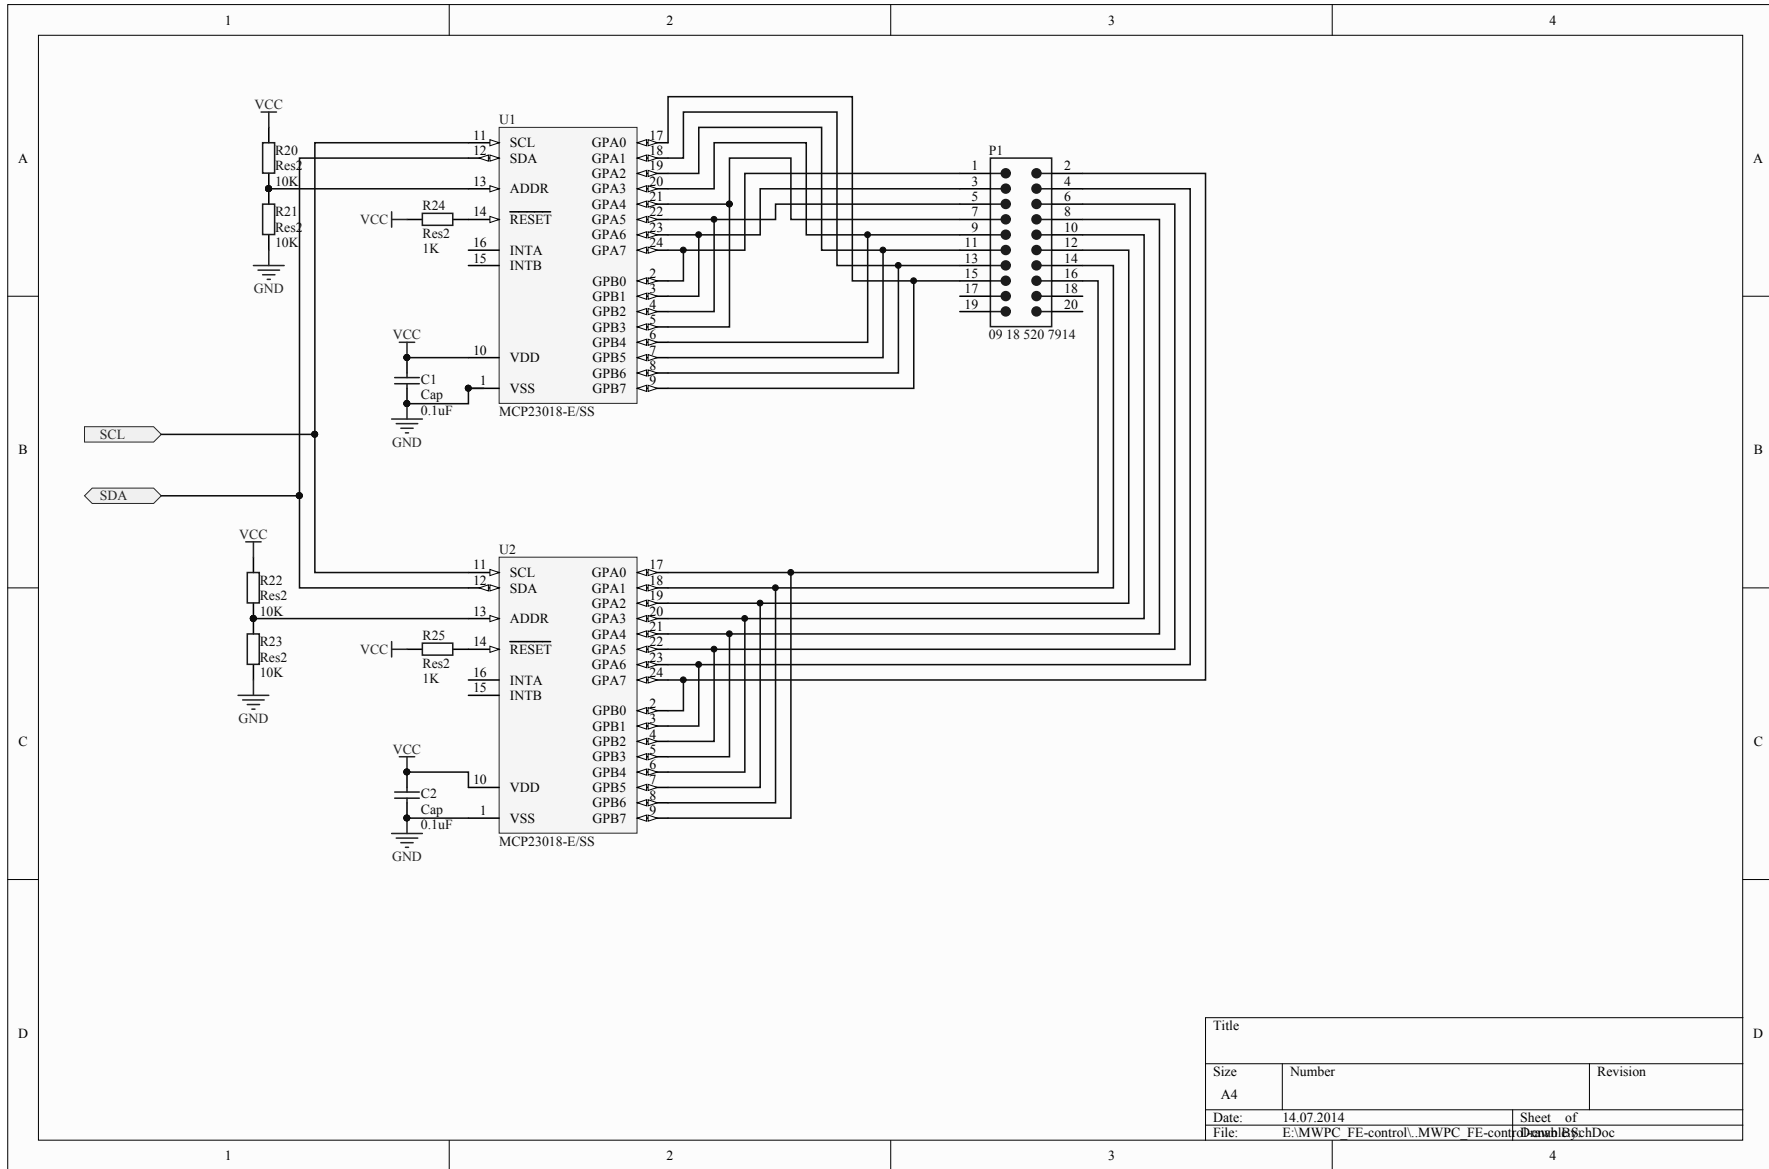 1 2 3 4
A A
B B
C C
D D
VCC
R20
Res2
10K
R21
Res2
10K
GND
U1
11 SCL
12 SDA
13 ADDR
VCC R24 14 RESET
Res2
1K
16 INTA
15 INTB
VCC
10 VDD
C1
Cap
0.1uF
1 VSS
GND
GPA0 17
GPA1 18
GPA2 19
GPA3 20
GPA4 21
GPA5 22
GPA6 23
GPA7 24
GPB0 2
GPB1 3
GPB2 4
GPB3 5
GPB4 6
GPB5 7
GPB6 8
GPB7 9
MCP23018-E/SS
P1
1 2
3 4
5 6
7 8
9 10
11 12
13 14
15 16
17 18
19 20
09 18 520 7914
SCL
SDA
VCC
R22
Res2
10K
R23
Res2
10K
GND
U2
11 SCL
12 SDA
13 ADDR
VCC R25 14 RESET
Res2
1K
16 INTA
15 INTB
VCC
10 VDD
C2
Cap
0.1uF
1 VSS
GND
GPA0 17
GPA1 18
GPA2 19
GPA3 20
GPA4 21
GPA5 22
GPA6 23
GPA7 24
GPB0 2
GPB1 3
GPB2 4
GPB3 5
GPB4 6
GPB5 7
GPB6 8
GPB7 9
MCP23018-E/SS
Title
Size Number Revision
A4
Date: 14.07.2014 Sheet of
File: E:\MWPC_FE-control\..MWPC_FE-control
1 2 3 4